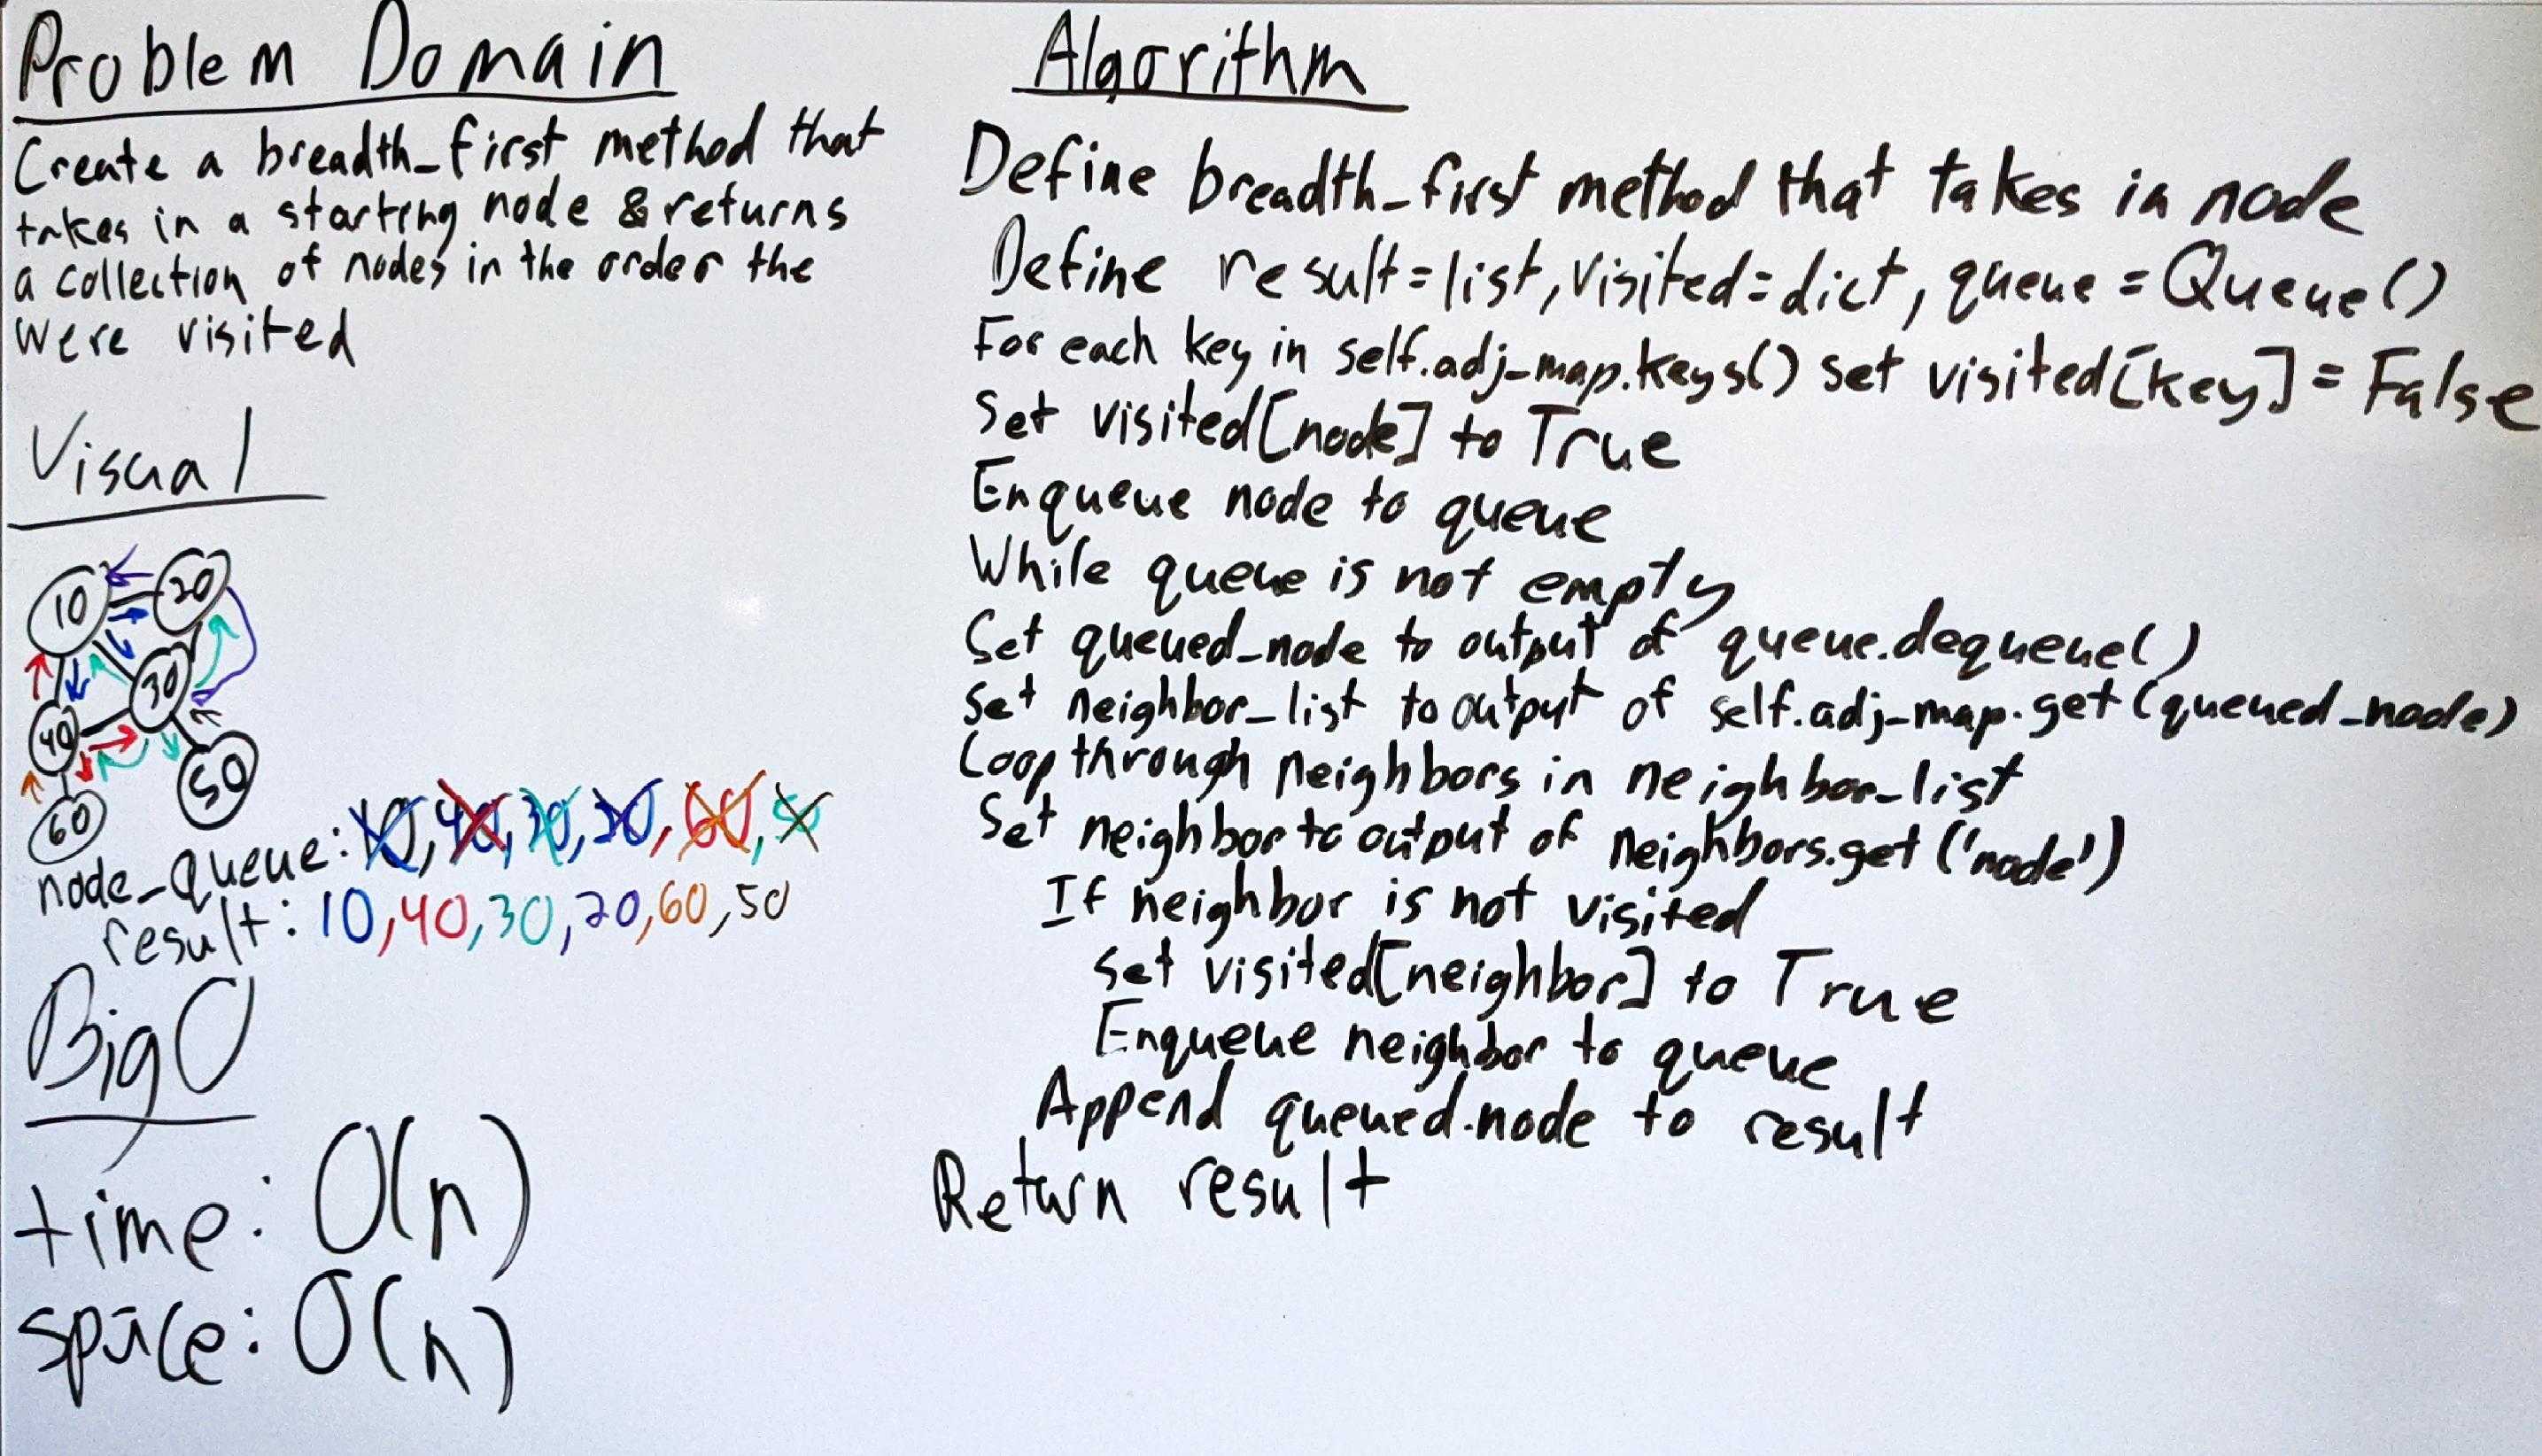 Problem Domain
Create a breadth_first method that
takes in a starting node & returns
a collection of nodes in the order the
were visited
Visual
10
20
30
40
50
60
node_queue: 10, 40, 30, 20, 60, 50
result: 10, 40, 30, 20, 60, 50
Big O
time: O(n)
space: O(n)
Algorithm
Define breadth_first method that takes in node
Define result=list, visited=dict, queue = Queue()
For each key in self.adj_map.keys() set visited[key] = False
Set visited[node] to True
Enqueue node to queue
While queue is not empty
Set queued_node to output of queue.dequeue()
Set neighbor_list to output of self.adj_map.get(queued_node)
Loop through neighbors in neighbor_list
Set neighbor to output of neighbors.get('node')
If neighbor is not visited
set visited[neighbor] to True
Enqueue neighbor to queue
Append queued_node to result
Return result